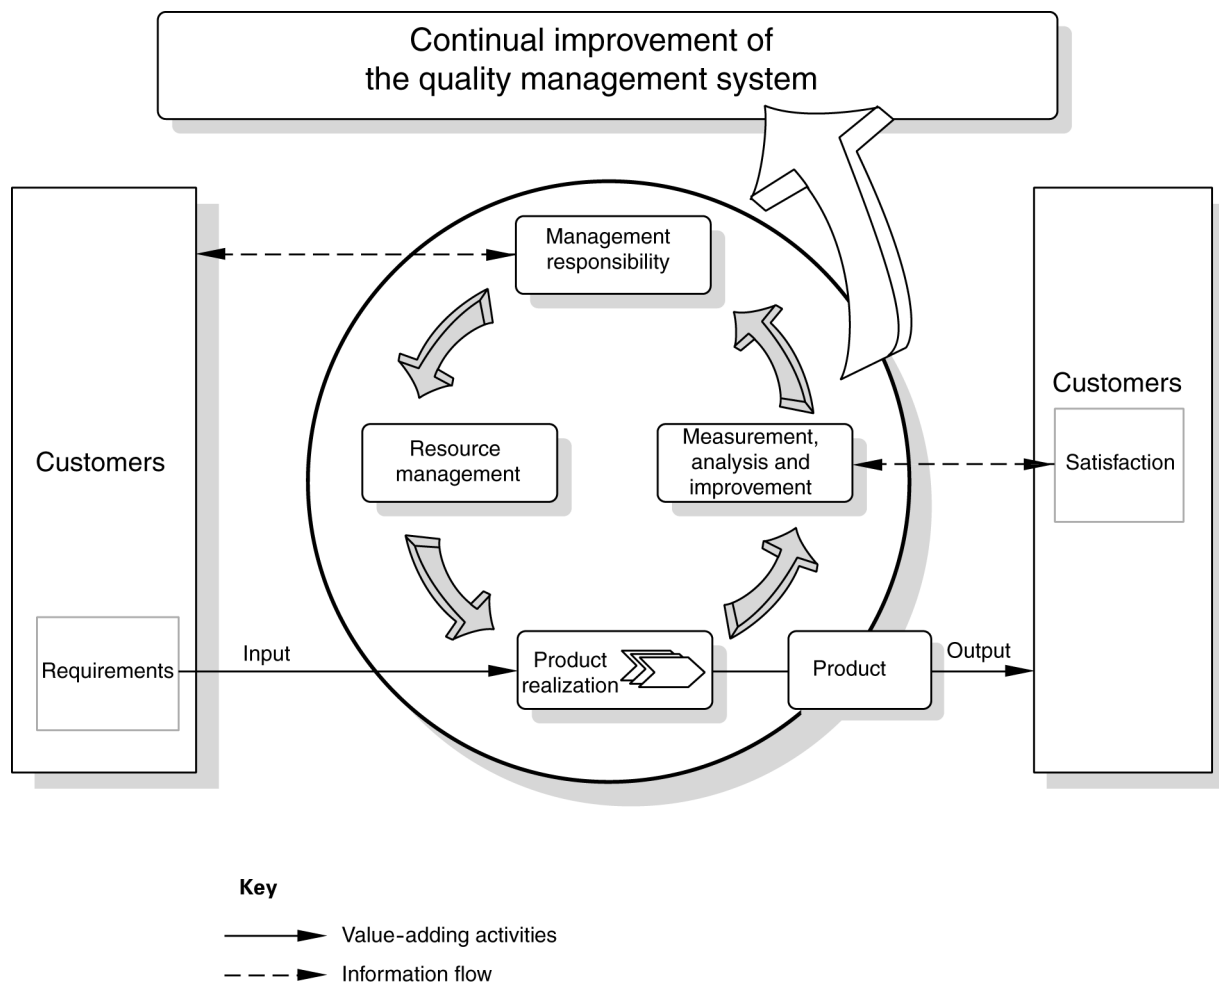 Continual improvement of
the quality management system
Management
responsibility
Customers
Customers
Resource
management
Measurement,
analysis and
improvement
Satisfaction
Requirements
Input
Product
realization
Product
Output
Key
Value-adding activities
Information flow